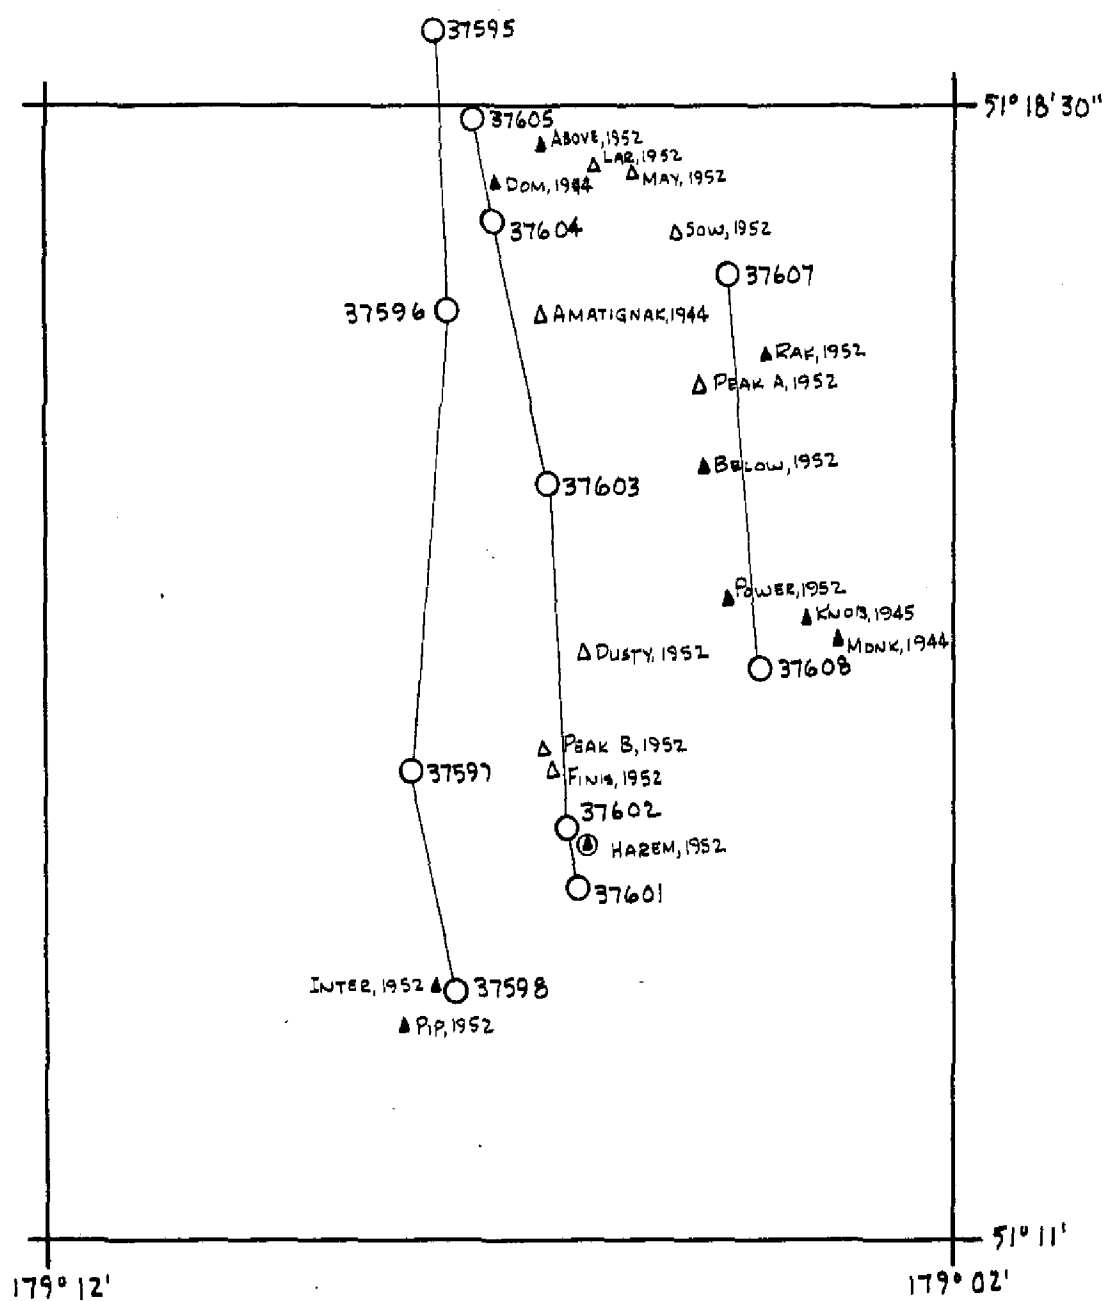 37595
51° 18' 30"
37605
ABOVE, 1952
LAR, 1952
MAY, 1952
DOM, 1944
37604
SOW, 1952
37607
37596
AMATIGNAK, 1944
RAK, 1952
PEAK A, 1952
BELOW, 1952
37603
POWER, 1952
KNOB, 1945
MONK, 1944
DUSTY, 1952
37608
PEAK B, 1952
37597
FINIS, 1952
37602
HAREM, 1952
37601
INTER, 1952
37598
PIP, 1952
51° 11'
179° 12'
179° 02'